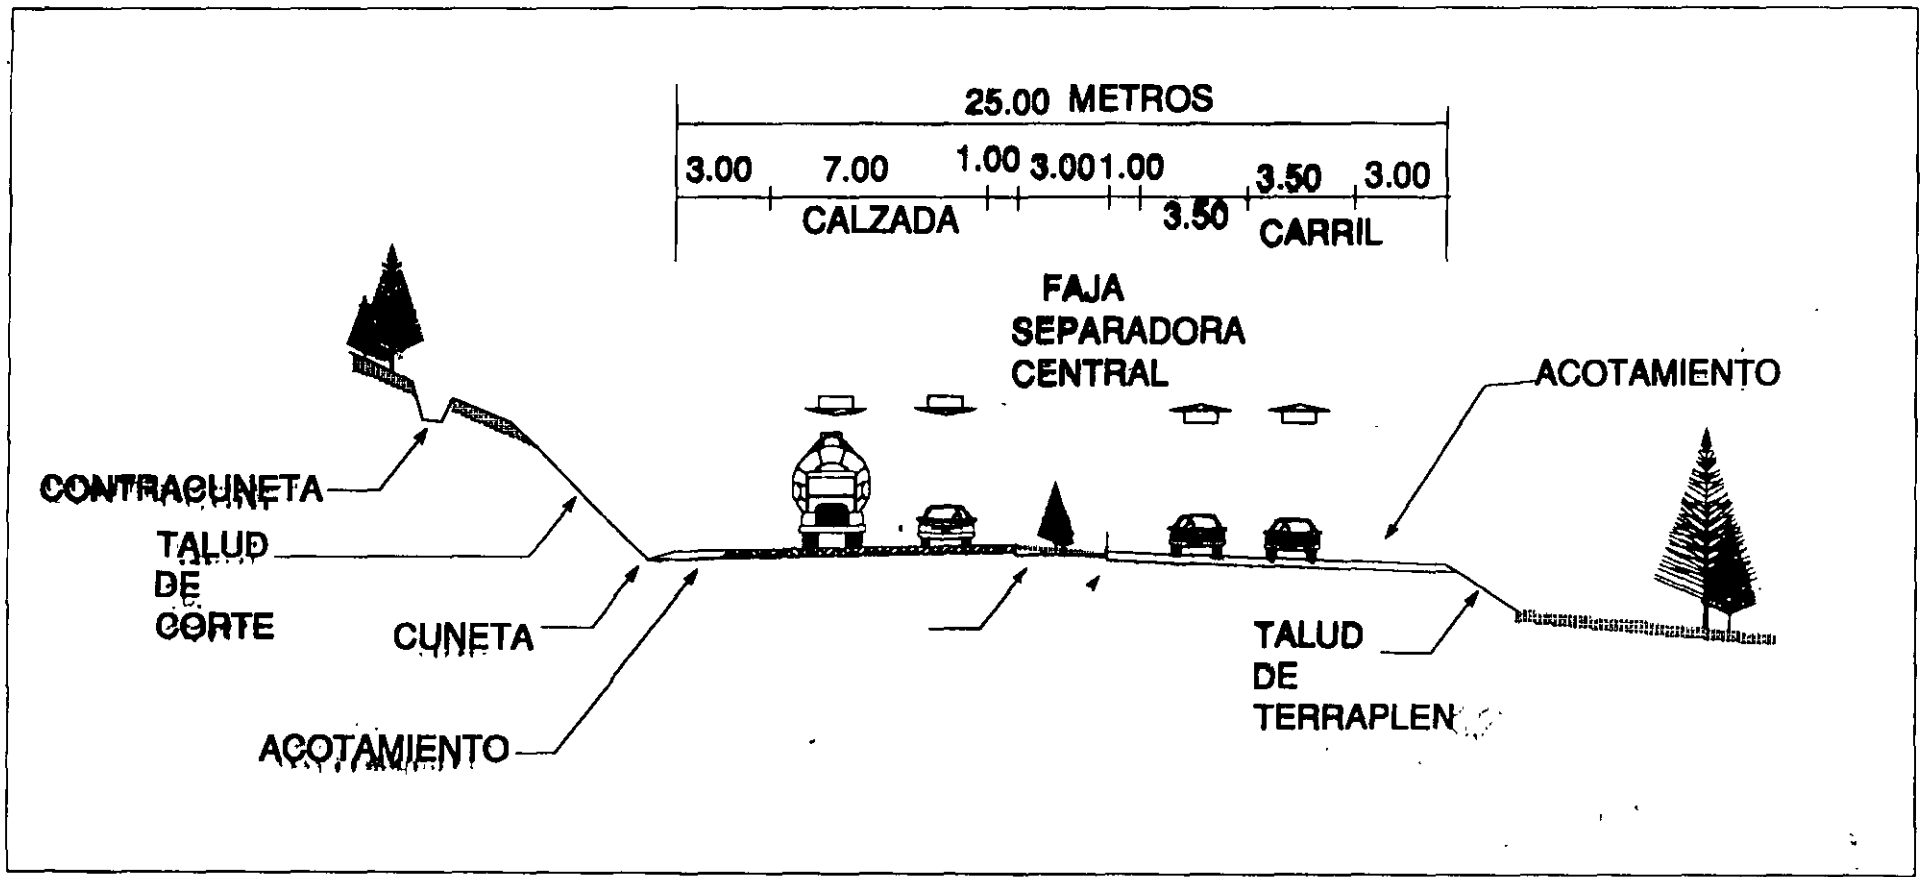 25.00 METROS
3.00 7.00 1.00 3.00 1.00 3.50 3.00
CALZADA 3.50 CARRIL
FAJA
SEPARADORA
CENTRAL
ACOTAMIENTO
CONTRACUNETA
TALUD
DE
CORTE
CUNETA
TALUD
DE
TERRAPLEN
ACOTAMIENTO